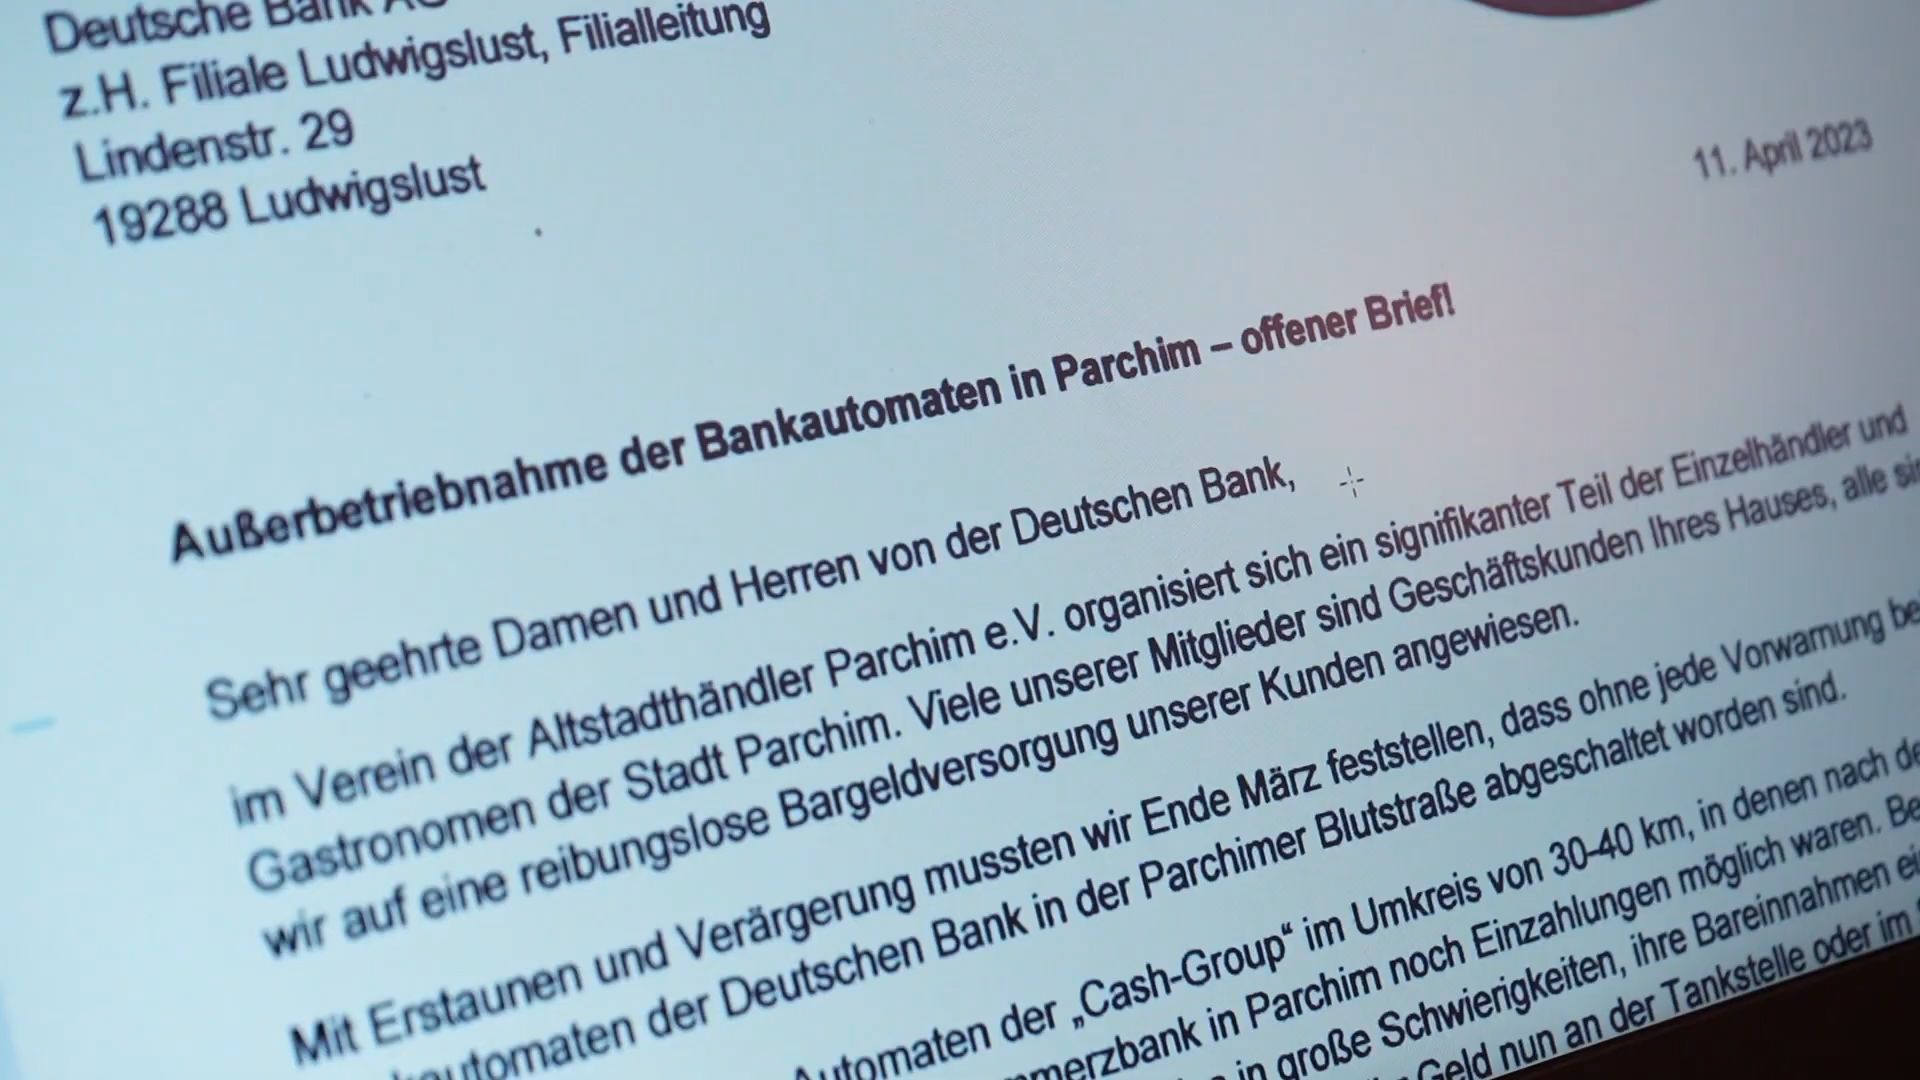 Deutsche Bank AG
z.H. Filiale Ludwigslust, Filialleitung
Lindenstr. 29
19288 Ludwigslust
11. April 2023
Außerbetriebnahme der Bankautomaten in Parchim – offener Brief!
Sehr geehrte Damen und Herren von der Deutschen Bank,
im Verein der Altstadthändler Parchim e.V. organisiert sich ein signifikanter Teil der Einzelhändler und
Gastronomen der Stadt Parchim. Viele unserer Mitglieder sind Geschäftskunden Ihres Hauses, alle
wir auf eine reibungslose Bargeldversorgung unserer Kunden angewiesen.
Mit Erstaunen und Verärgerung mussten wir Ende März feststellen, dass ohne jede Vorwarnung
der Deutschen Bank in der Parchimer Blutstraße abgeschaltet worden sind.
Automaten der „Cash-Group“ im Umkreis von 30-40 km, in denen nach
in Parchim noch Einzahlungen möglich waren.
in große Schwierigkeiten, ihre Bareinnahmen
Geld nun an der Tankstelle oder im